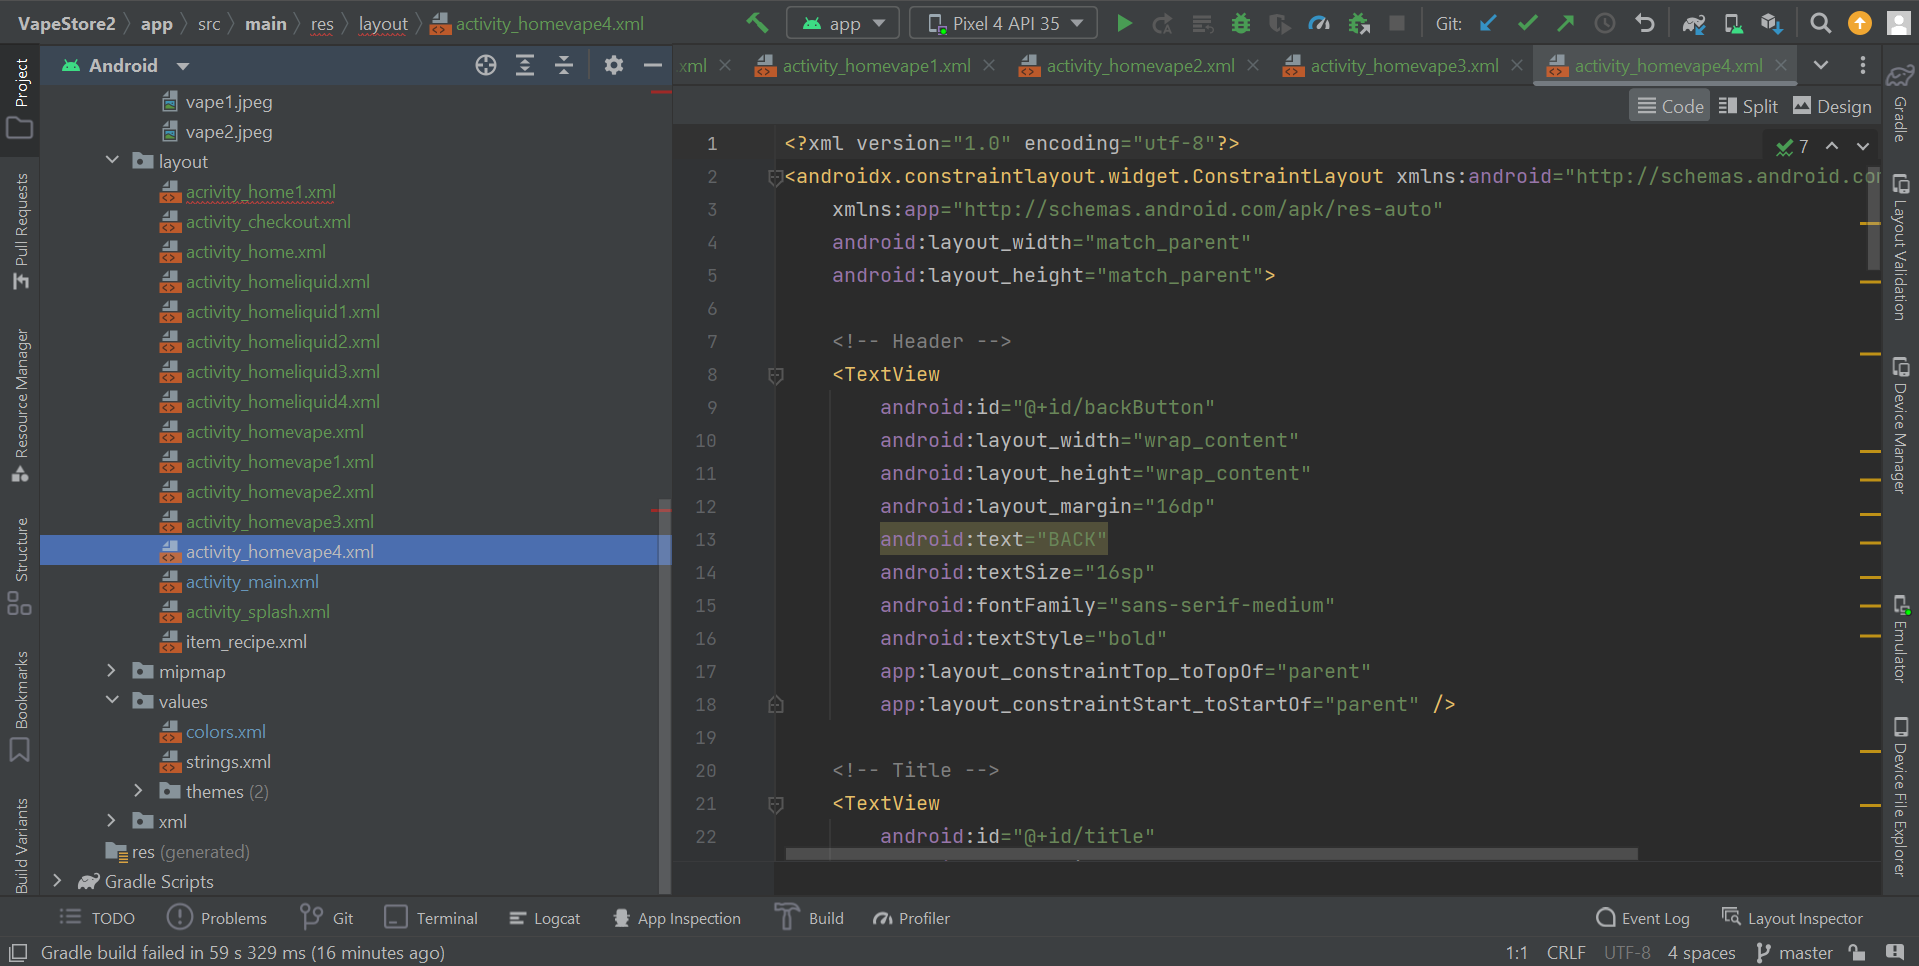 VapeStore2 app src main res layout activity_homevape4.xml app Pixel 4 API 35 Git:
Project
Android
.xml activity_homevape1.xml activity_homevape2.xml activity_homevape3.xml activity_homevape4.xml
Code Split Design
vape1.jpeg
vape2.jpeg
layout
acrivity_home1.xml
activity_checkout.xml
activity_home.xml
activity_homeliquid.xml
activity_homeliquid1.xml
activity_homeliquid2.xml
activity_homeliquid3.xml
activity_homeliquid4.xml
activity_homevape.xml
activity_homevape1.xml
activity_homevape2.xml
activity_homevape3.xml
activity_homevape4.xml
activity_main.xml
activity_splash.xml
item_recipe.xml
mipmap
values
colors.xml
strings.xml
themes (2)
xml
res (generated)
Gradle Scripts
Pull Requests
Resource Manager
Structure
Bookmarks
Build Variants
7
1 <?xml version="1.0" encoding="utf-8"?>
2 <androidx.constraintlayout.widget.ConstraintLayout xmlns:android="http://schemas.android.co
3 xmlns:app="http://schemas.android.com/apk/res-auto"
4 android:layout_width="match_parent"
5 android:layout_height="match_parent">
6
7 <!-- Header -->
8 <TextView
9 android:id="@+id/backButton"
10 android:layout_width="wrap_content"
11 android:layout_height="wrap_content"
12 android:layout_margin="16dp"
13 android:text="BACK"
14 android:textSize="16sp"
15 android:fontFamily="sans-serif-medium"
16 android:textStyle="bold"
17 app:layout_constraintTop_toTopOf="parent"
18 app:layout_constraintStart_toStartOf="parent" />
19
20 <!-- Title -->
21 <TextView
22 android:id="@+id/title"
Gradle
Layout Validation
Device Manager
Emulator
Device File Explorer
TODO Problems Git Terminal Logcat App Inspection Build Profiler Event Log Layout Inspector
Gradle build failed in 59 s 329 ms (16 minutes ago) 1:1 CRLF UTF-8 4 spaces master